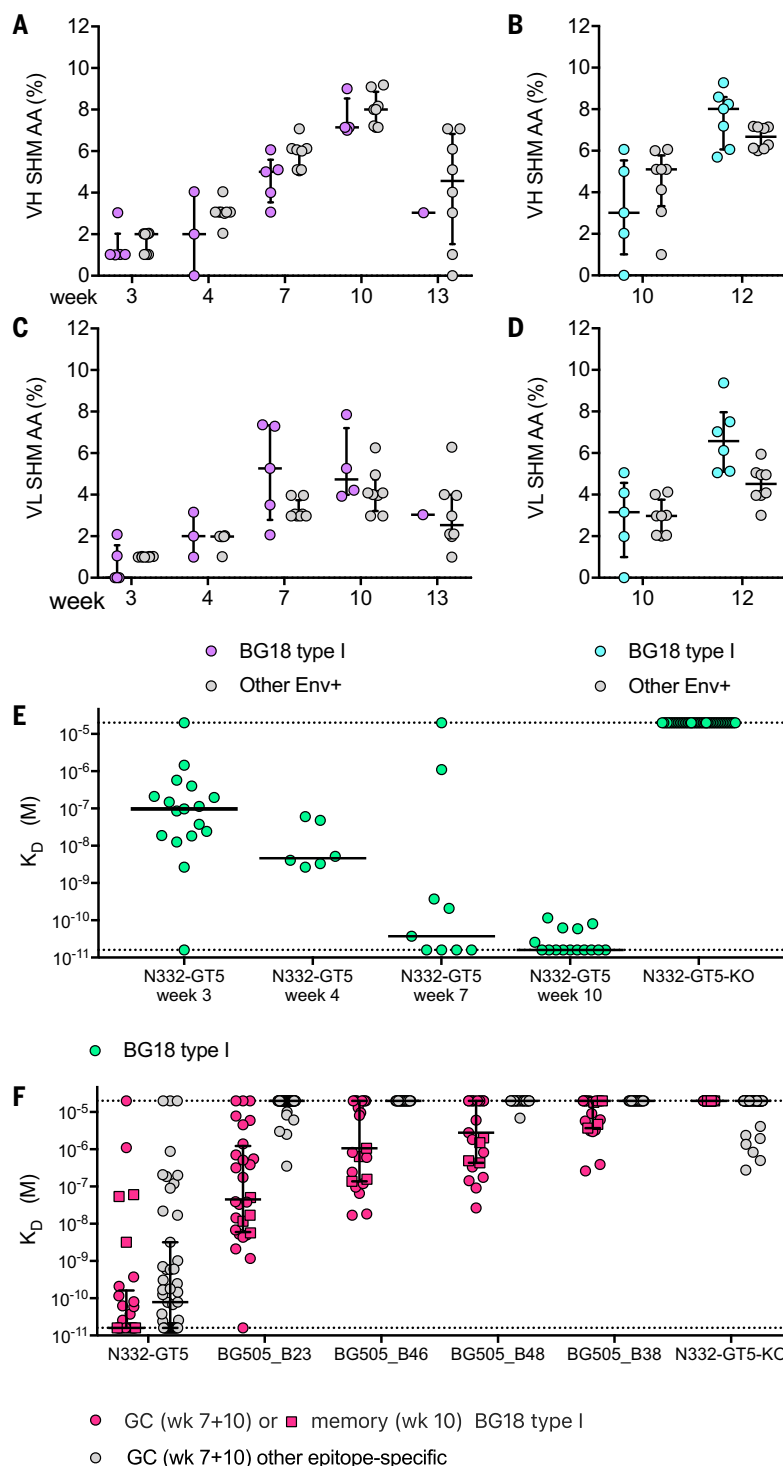 A
B
VH SHM AA (%)
12
10
8
6
4
2
0
week
3
4
7
10
13
VH SHM AA (%)
12
10
8
6
4
2
0
10
12
C
D
VL SHM AA (%)
12
10
8
6
4
2
0
week
3
4
7
10
13
VL SHM AA (%)
12
10
8
6
4
2
0
10
12
BG18 type I
Other Env+
BG18 type I
Other Env+
E
K_D (M)
10⁻⁵
10⁻⁶
10⁻⁷
10⁻⁸
10⁻⁹
10⁻¹⁰
10⁻¹¹
N332-GT5 week 3
N332-GT5 week 4
N332-GT5 week 7
N332-GT5 week 10
N332-GT5-KO
BG18 type I
F
K_D (M)
10⁻⁵
10⁻⁶
10⁻⁷
10⁻⁸
10⁻⁹
10⁻¹⁰
10⁻¹¹
N332-GT5
BG505_B23
BG505_B46
BG505_B48
BG505_B38
N332-GT5-KO
GC (wk 7+10) or memory (wk 10) BG18 type I
GC (wk 7+10) other epitope-specific